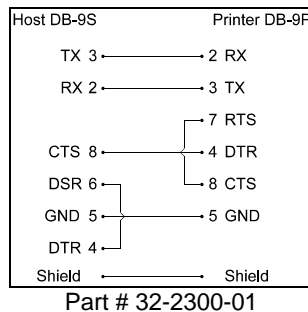 Host DB-9S Printer DB-9P
TX 3 2 RX
RX 2 3 TX
7 RTS
CTS 8 4 DTR
DSR 6 8 CTS
GND 5 5 GND
DTR 4
Shield Shield
Part # 32-2300-01